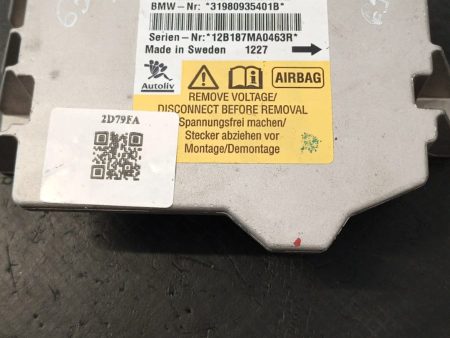 BMW-Nr: *31980935401B*
Serien-Nr:*12B187MA0463R*
Made in Sweden 1227
Autoliv
AIRBAG
REMOVE VOLTAGE/
DISCONNECT BEFORE REMOVAL
Spannungsfrei machen/
Stecker abziehen vor
Montage/Demontage
2D79FA